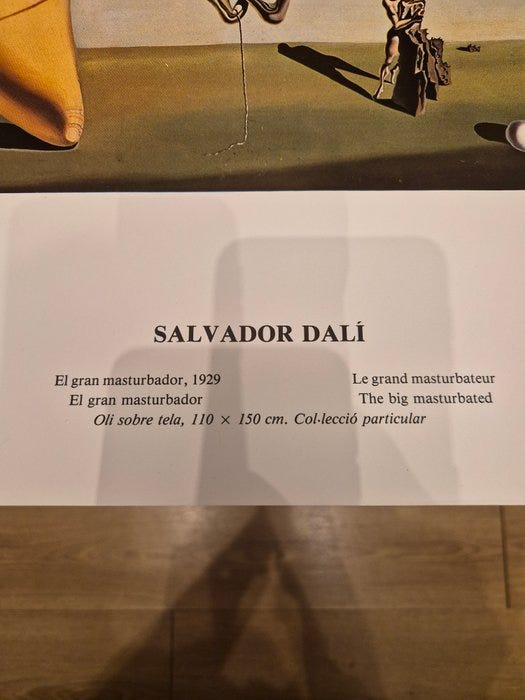 SALVADOR DALÍ
El gran masturbador, 1929 Le grand masturbateur
El gran masturbador The big masturbated
Oli sobre tela, 110 × 150 cm. Col·lecció particular